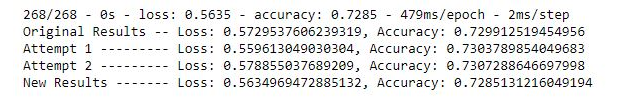 268/268 - 0s - loss: 0.5635 - accuracy: 0.7285 - 479ms/epoch - 2ms/step
Original Results -- Loss: 0.5729537606239319, Accuracy: 0.729912519454956
Attempt 1 --------- Loss: 0.559613049030304, Accuracy: 0.7303789854049683
Attempt 2 --------- Loss: 0.578855037689209, Accuracy: 0.7307288646697998
New Results ------- Loss: 0.5634969472885132, Accuracy: 0.7285131216049194